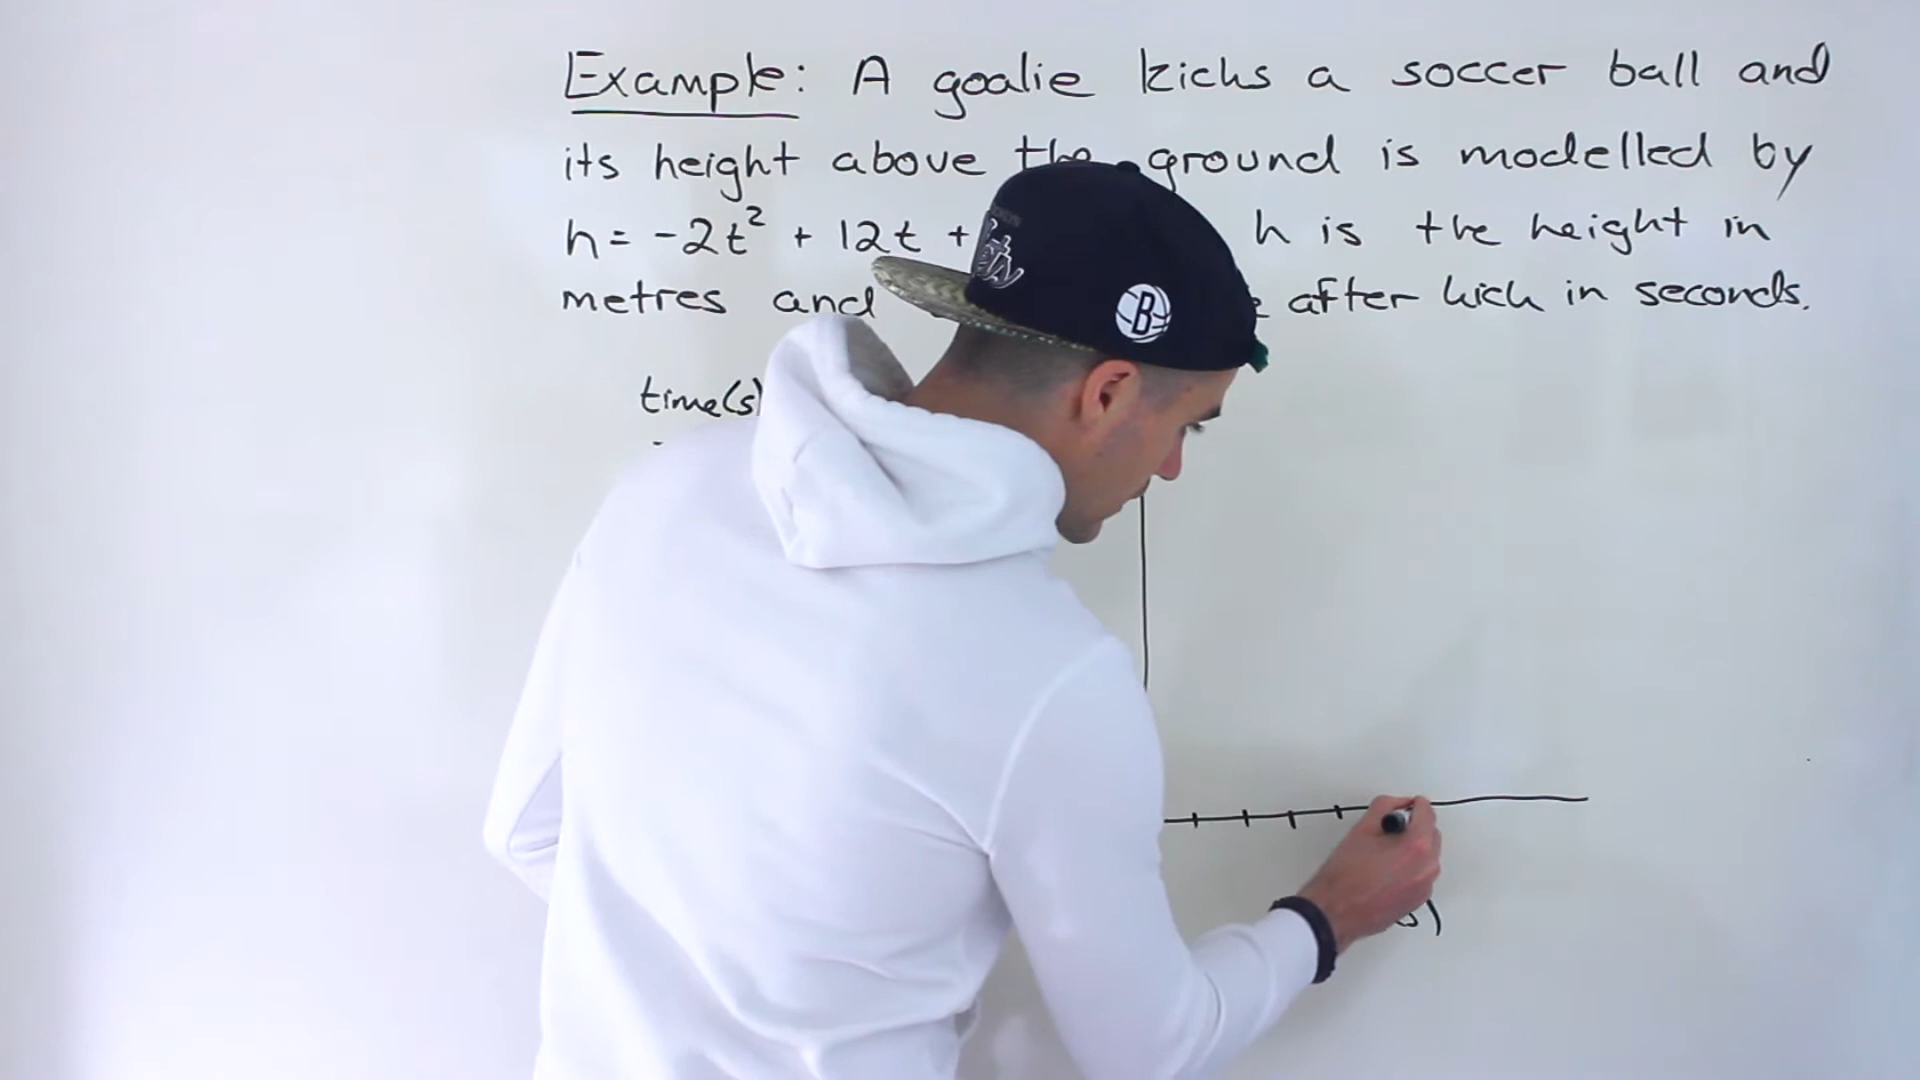 Example: A goalie kicks a soccer ball and
its height above the ground is modelled by
h = -2t² + 12t + h is the height in
metres and after kick in seconds.
time(s)
B